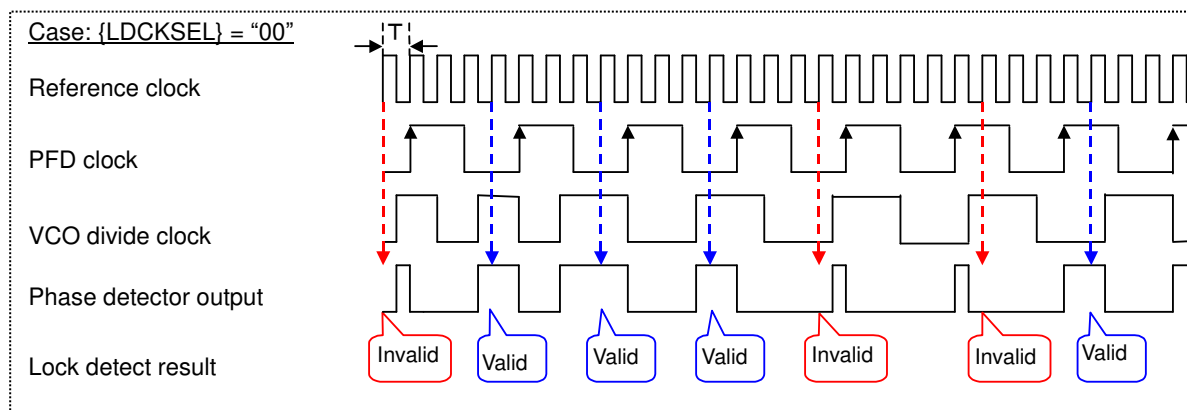 Case: {LDCKSEL} = “00”
T
Reference clock
PFD clock
VCO divide clock
Phase detector output
Lock detect result
Invalid
Valid
Valid
Valid
Invalid
Invalid
Valid